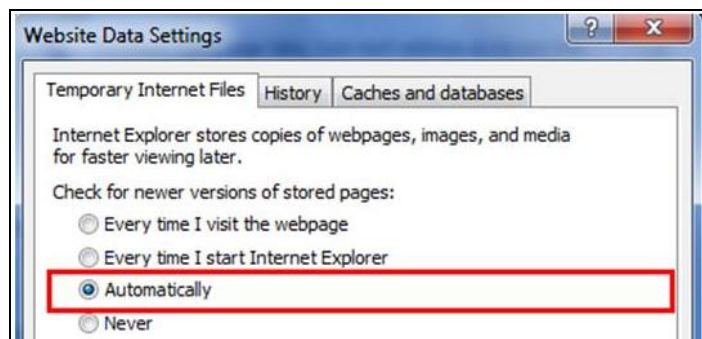 Website Data Settings
?
X
Temporary Internet Files History Caches and databases
Internet Explorer stores copies of webpages, images, and media
for faster viewing later.
Check for newer versions of stored pages:
Every time I visit the webpage
Every time I start Internet Explorer
Automatically
Never